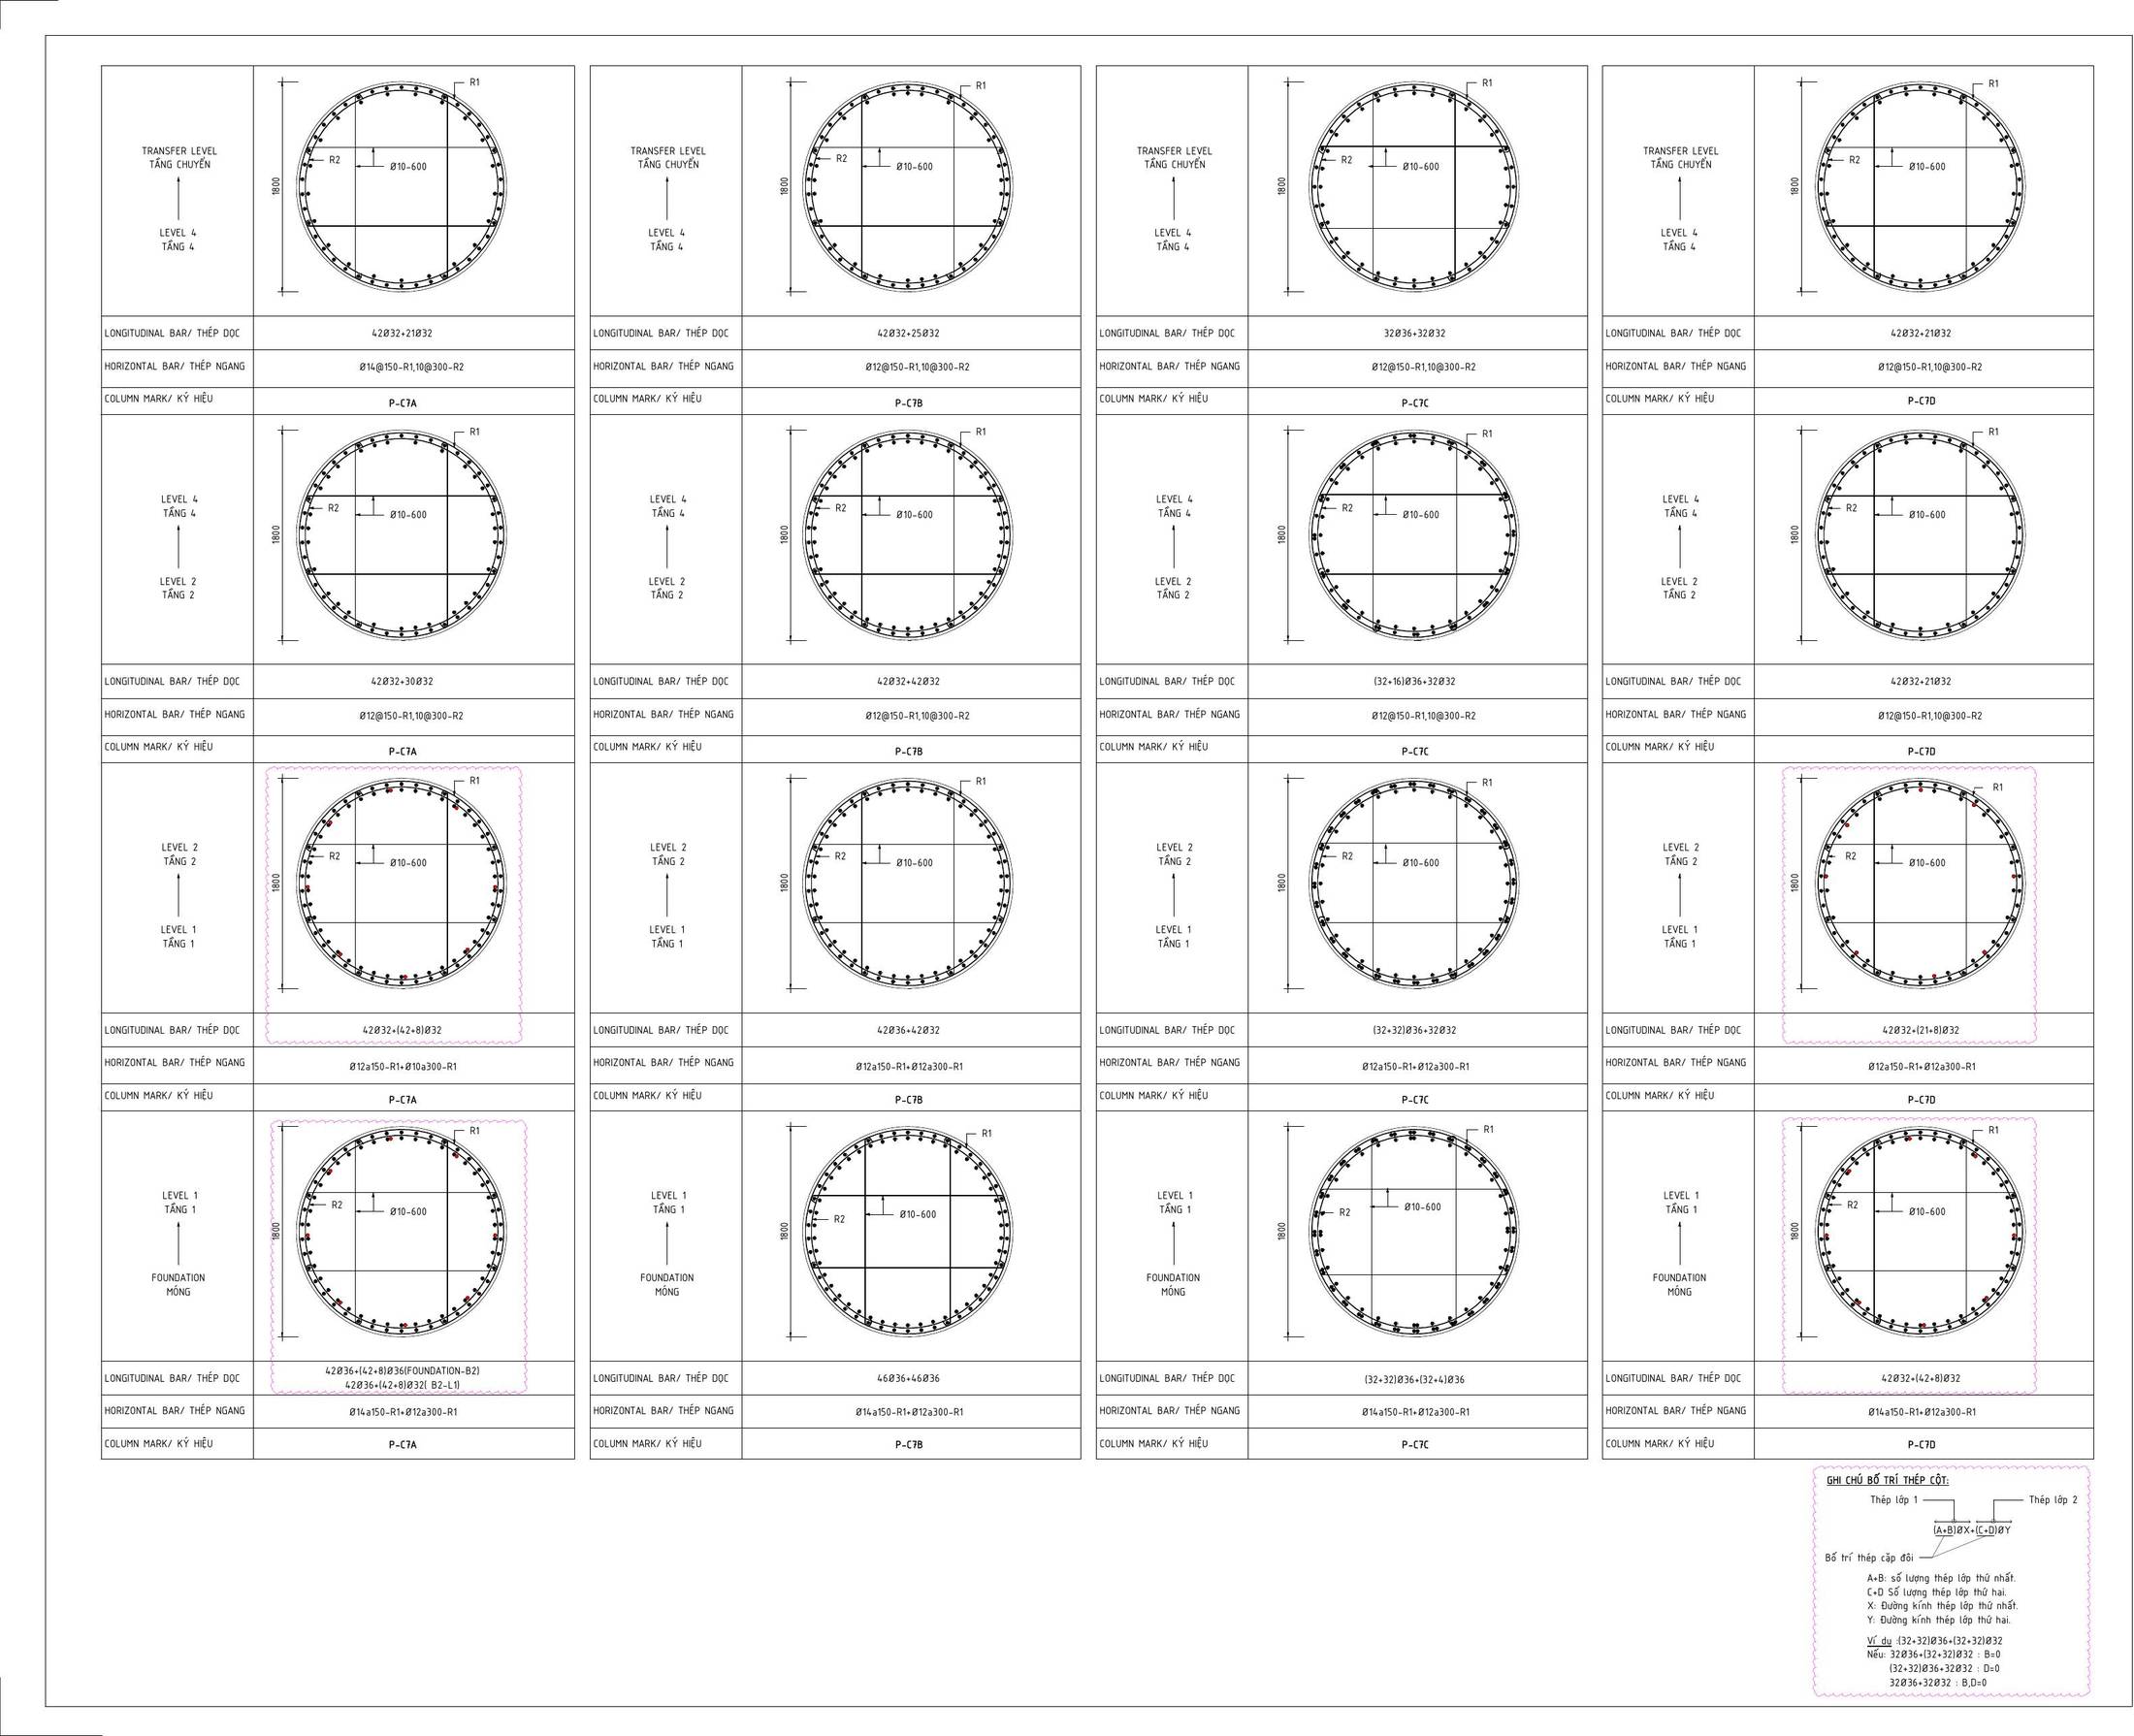 TRANSFER LEVEL
TẦNG CHUYỂN
LEVEL 4
TẦNG 4
1800
R1
R2
Ø10-600
LONGITUDINAL BAR/ THÉP DỌC
42Ø32+21Ø32
HORIZONTAL BAR/ THÉP NGANG
Ø14@150-R1,10@300-R2
COLUMN MARK/ KÝ HIỆU
P-C7A
LEVEL 4
TẦNG 4
LEVEL 2
TẦNG 2
1800
R1
R2
Ø10-600
LONGITUDINAL BAR/ THÉP DỌC
42Ø32+30Ø32
HORIZONTAL BAR/ THÉP NGANG
Ø12@150-R1,10@300-R2
COLUMN MARK/ KÝ HIỆU
P-C7A
LEVEL 2
TẦNG 2
LEVEL 1
TẦNG 1
1800
R1
R2
Ø10-600
LONGITUDINAL BAR/ THÉP DỌC
42Ø32+(42+8)Ø32
HORIZONTAL BAR/ THÉP NGANG
Ø12a150-R1+Ø10a300-R1
COLUMN MARK/ KÝ HIỆU
P-C7A
LEVEL 1
TẦNG 1
FOUNDATION
MÓNG
1800
R1
R2
Ø10-600
LONGITUDINAL BAR/ THÉP DỌC
42Ø36+(42+8)Ø36(FOUNDATION-B2)
42Ø36+(42+8)Ø32( B2-L1)
HORIZONTAL BAR/ THÉP NGANG
Ø14a150-R1+Ø12a300-R1
COLUMN MARK/ KÝ HIỆU
P-C7A
TRANSFER LEVEL
TẦNG CHUYỂN
LEVEL 4
TẦNG 4
1800
R1
R2
Ø10-600
LONGITUDINAL BAR/ THÉP DỌC
42Ø32+25Ø32
HORIZONTAL BAR/ THÉP NGANG
Ø12@150-R1,10@300-R2
COLUMN MARK/ KÝ HIỆU
P-C7B
LEVEL 4
TẦNG 4
LEVEL 2
TẦNG 2
1800
R1
R2
Ø10-600
LONGITUDINAL BAR/ THÉP DỌC
42Ø32+42Ø32
HORIZONTAL BAR/ THÉP NGANG
Ø12@150-R1,10@300-R2
COLUMN MARK/ KÝ HIỆU
P-C7B
LEVEL 2
TẦNG 2
LEVEL 1
TẦNG 1
1800
R1
R2
Ø10-600
LONGITUDINAL BAR/ THÉP DỌC
42Ø36+42Ø32
HORIZONTAL BAR/ THÉP NGANG
Ø12a150-R1+Ø12a300-R1
COLUMN MARK/ KÝ HIỆU
P-C7B
LEVEL 1
TẦNG 1
FOUNDATION
MÓNG
1800
R1
R2
Ø10-600
LONGITUDINAL BAR/ THÉP DỌC
46Ø36+46Ø36
HORIZONTAL BAR/ THÉP NGANG
Ø14a150-R1+Ø12a300-R1
COLUMN MARK/ KÝ HIỆU
P-C7B
TRANSFER LEVEL
TẦNG CHUYỂN
LEVEL 4
TẦNG 4
1800
R1
R2
Ø10-600
LONGITUDINAL BAR/ THÉP DỌC
32Ø36+32Ø32
HORIZONTAL BAR/ THÉP NGANG
Ø12@150-R1,10@300-R2
COLUMN MARK/ KÝ HIỆU
P-C7C
LEVEL 4
TẦNG 4
LEVEL 2
TẦNG 2
1800
R1
R2
Ø10-600
LONGITUDINAL BAR/ THÉP DỌC
(32+16)Ø36+32Ø32
HORIZONTAL BAR/ THÉP NGANG
Ø12@150-R1,10@300-R2
COLUMN MARK/ KÝ HIỆU
P-C7C
LEVEL 2
TẦNG 2
LEVEL 1
TẦNG 1
1800
R1
R2
Ø10-600
LONGITUDINAL BAR/ THÉP DỌC
(32+32)Ø36+32Ø32
HORIZONTAL BAR/ THÉP NGANG
Ø12a150-R1+Ø12a300-R1
COLUMN MARK/ KÝ HIỆU
P-C7C
LEVEL 1
TẦNG 1
FOUNDATION
MÓNG
1800
R1
R2
Ø10-600
LONGITUDINAL BAR/ THÉP DỌC
(32+32)Ø36+(32+4)Ø36
HORIZONTAL BAR/ THÉP NGANG
Ø14a150-R1+Ø12a300-R1
COLUMN MARK/ KÝ HIỆU
P-C7C
TRANSFER LEVEL
TẦNG CHUYỂN
LEVEL 4
TẦNG 4
1800
R1
R2
Ø10-600
LONGITUDINAL BAR/ THÉP DỌC
42Ø32+21Ø32
HORIZONTAL BAR/ THÉP NGANG
Ø12@150-R1,10@300-R2
COLUMN MARK/ KÝ HIỆU
P-C7D
LEVEL 4
TẦNG 4
LEVEL 2
TẦNG 2
1800
R1
R2
Ø10-600
LONGITUDINAL BAR/ THÉP DỌC
42Ø32+21Ø32
HORIZONTAL BAR/ THÉP NGANG
Ø12@150-R1,10@300-R2
COLUMN MARK/ KÝ HIỆU
P-C7D
LEVEL 2
TẦNG 2
LEVEL 1
TẦNG 1
1800
R1
R2
Ø10-600
LONGITUDINAL BAR/ THÉP DỌC
42Ø32+(21+8)Ø32
HORIZONTAL BAR/ THÉP NGANG
Ø12a150-R1+Ø12a300-R1
COLUMN MARK/ KÝ HIỆU
P-C7D
LEVEL 1
TẦNG 1
FOUNDATION
MÓNG
1800
R1
R2
Ø10-600
LONGITUDINAL BAR/ THÉP DỌC
42Ø32+(42+8)Ø32
HORIZONTAL BAR/ THÉP NGANG
Ø14a150-R1+Ø12a300-R1
COLUMN MARK/ KÝ HIỆU
P-C7D
GHI CHÚ BỐ TRÍ THÉP CỘT:
Thép lớp 1
Thép lớp 2
(A+B)ØX+(C+D)ØY
Bố trí thép cặp đôi
A+B: số lượng thép lớp thứ nhất.
C+D Số lượng thép lớp thứ hai.
X: Đường kính thép lớp thứ nhất.
Y: Đường kính thép lớp thứ hai.
Ví dụ :(32+32)Ø36+(32+32)Ø32
Nếu: 32Ø36+(32+32)Ø32 : B=0
(32+32)Ø36+32Ø32 : D=0
32Ø36+32Ø32 : B,D=0